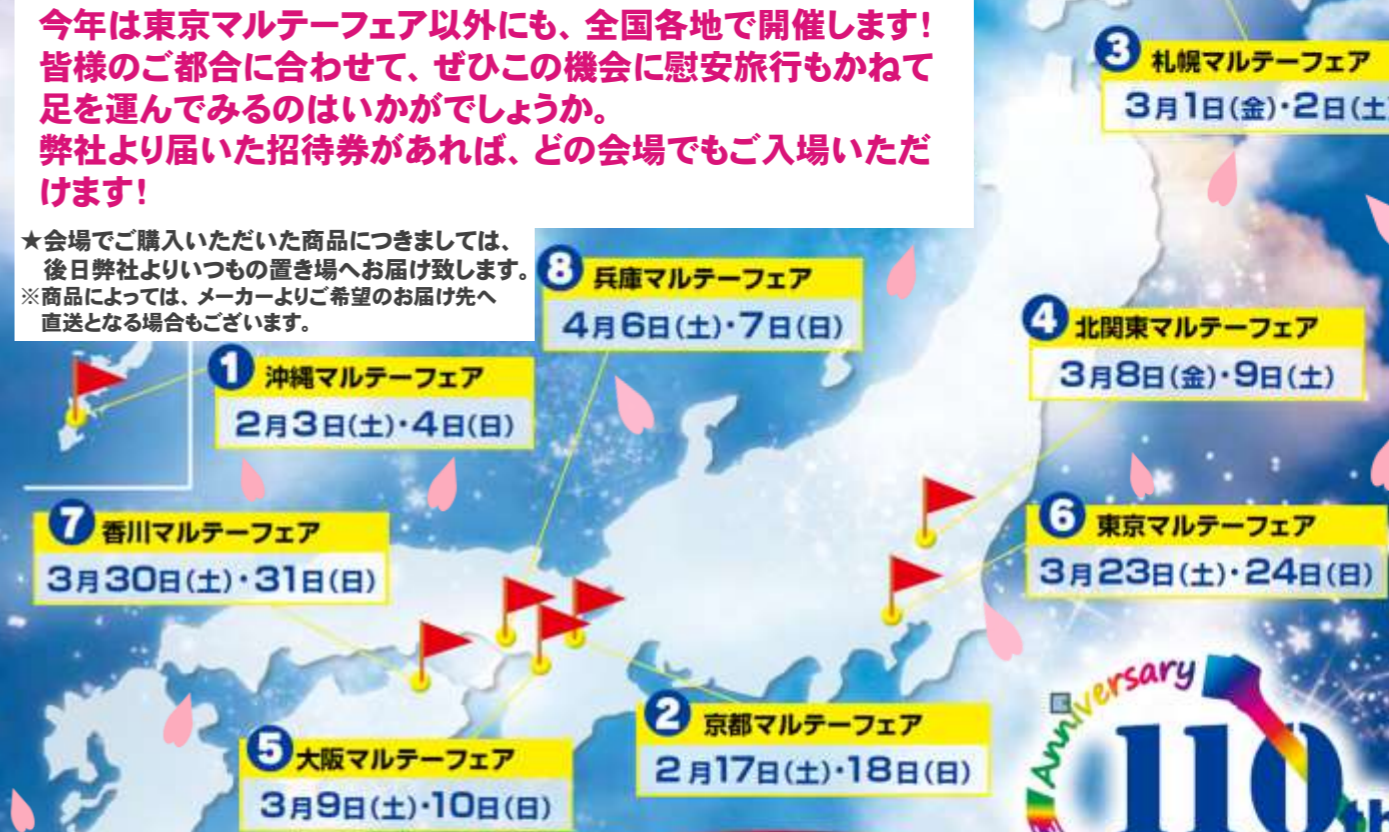 今年は東京マルテーフェア以外にも、全国各地で開催します！
皆様のご都合に合わせて、ぜひこの機会に慰安旅行もかねて
足を運んでみるのはいかがでしょうか。
弊社より届いた招待券があれば、どの会場でもご入場いただ
けます！
★会場でご購入いただいた商品につきましては、
後日弊社よりいつもの置き場へお届け致します。
※商品によっては、メーカーよりご希望のお届け先へ
直送となる場合もございます。
3 札幌マルテーフェア
3月1日(金)・2日(土
8 兵庫マルテーフェア
4月6日(土)・7日(日)
4 北関東マルテーフェア
3月8日(金)・9日(土)
1 沖縄マルテーフェア
2月3日(土)・4日(日)
7 香川マルテーフェア
3月30日(土)・31日(日)
6 東京マルテーフェア
3月23日(土)・24日(日)
2 京都マルテーフェア
2月17日(土)・18日(日)
5 大阪マルテーフェア
3月9日(土)・10日(日)
Anniversary
110th